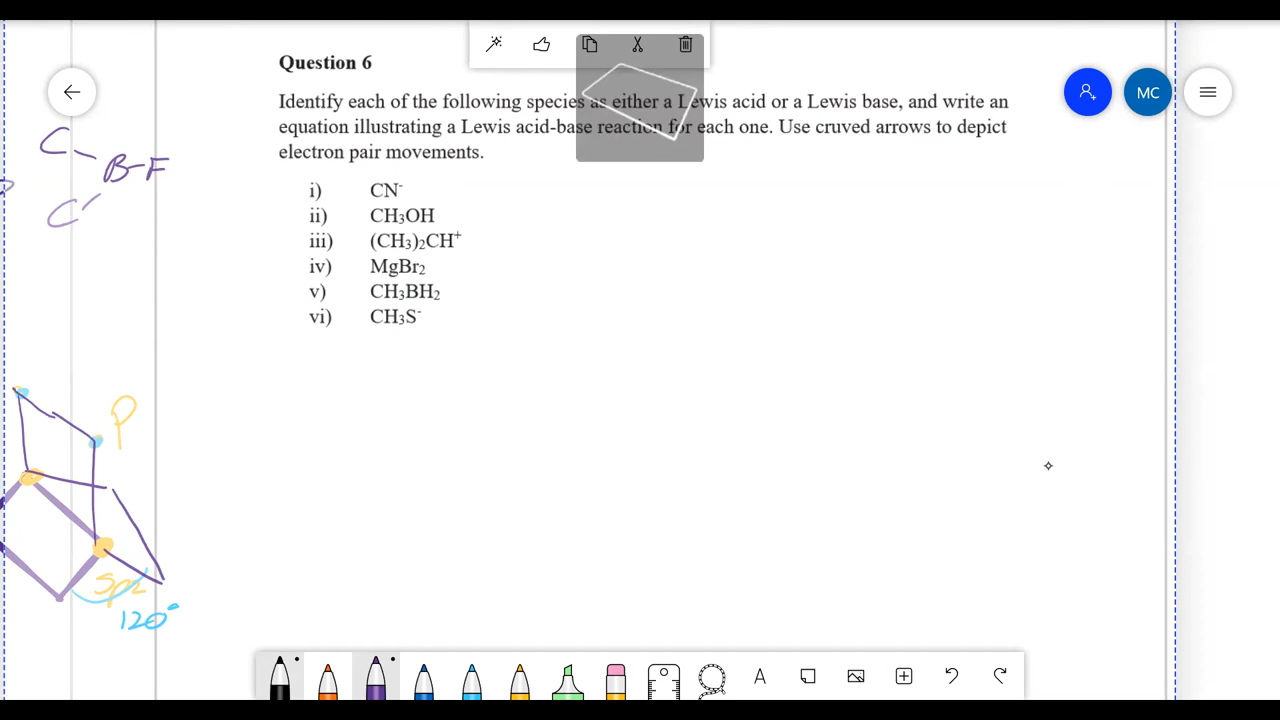 Question 6
Identify each of the following species as either a Lewis acid or a Lewis base, and write an
equation illustrating a Lewis acid-base reaction for each one. Use cruved arrows to depict
electron pair movements.
i) CN⁻
ii) CH₃OH
iii) (CH₃)₂CH⁺
iv) MgBr₂
v) CH₃BH₂
vi) CH₃S⁻
MC
C
B-F
C
P
Sp2
120°
A